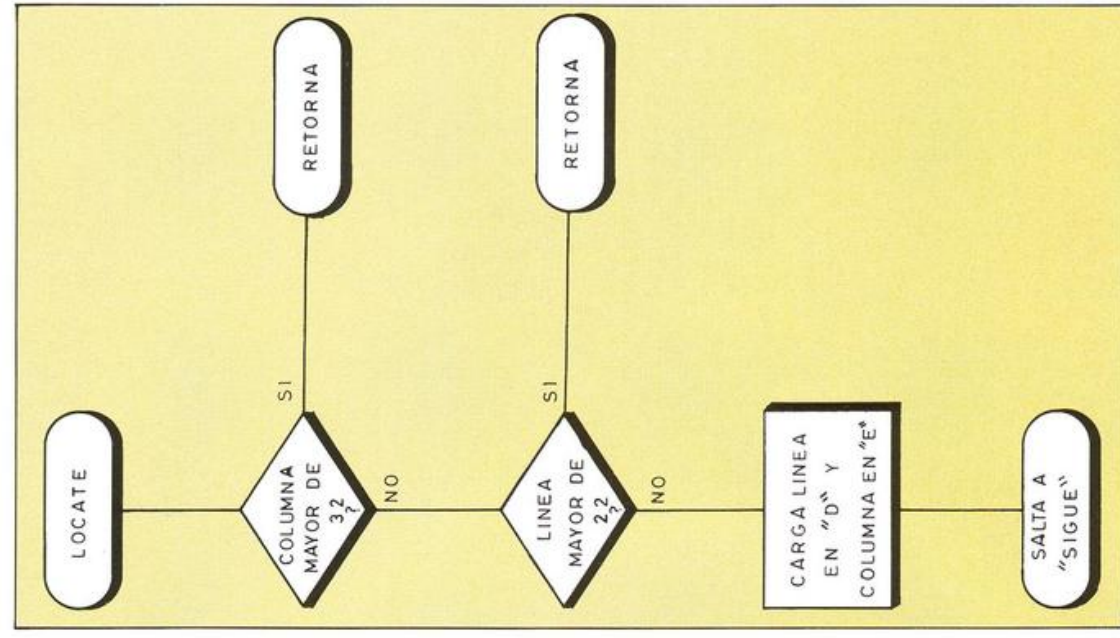 LOCATE
COLUMNA
MAYOR DE
32
?
SI
RETORNA
NO
LINEA
MAYOR DE
22
?
SI
RETORNA
NO
CARGA LINEA
EN "D" Y
COLUMNA EN "E"
SALTA A
"SIGUE"